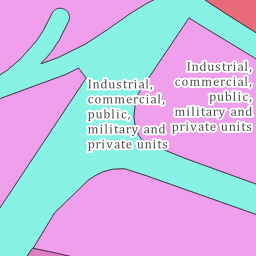 Industrial,
commercial,
public,
military and
private units
Industrial,
commercial,
public,
military and
private units